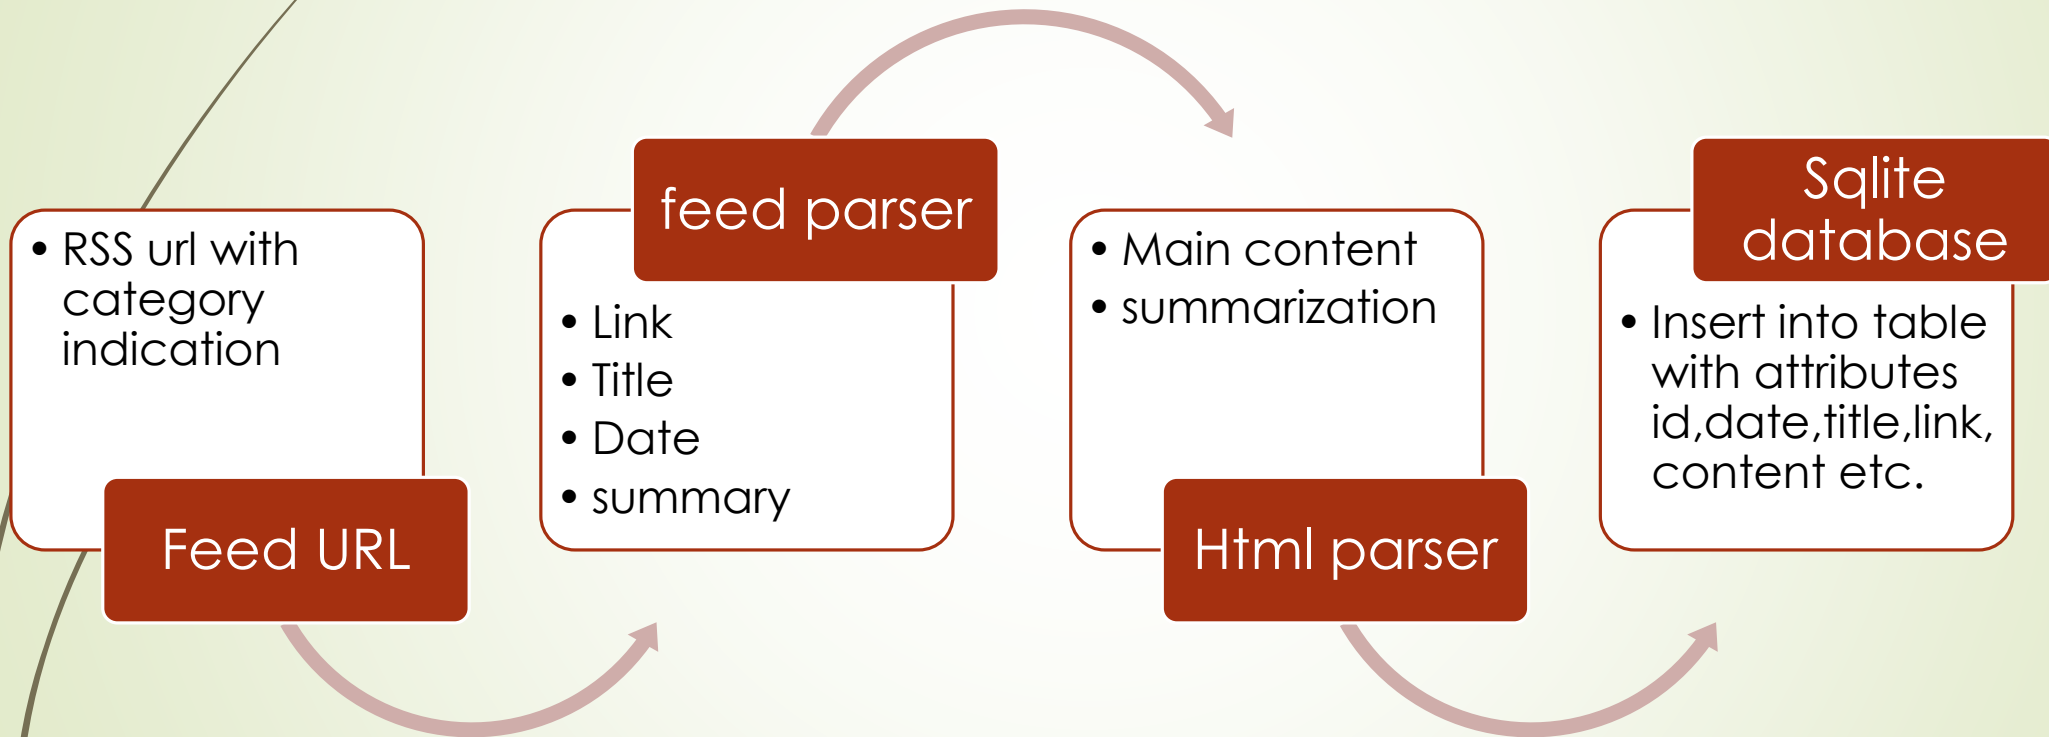 • RSS url with
category
indication
Feed URL
feed parser
• Link
• Title
• Date
• summary
• Main content
• summarization
Html parser
Sqlite
database
• Insert into table
with attributes
id,date,title,link,
content etc.